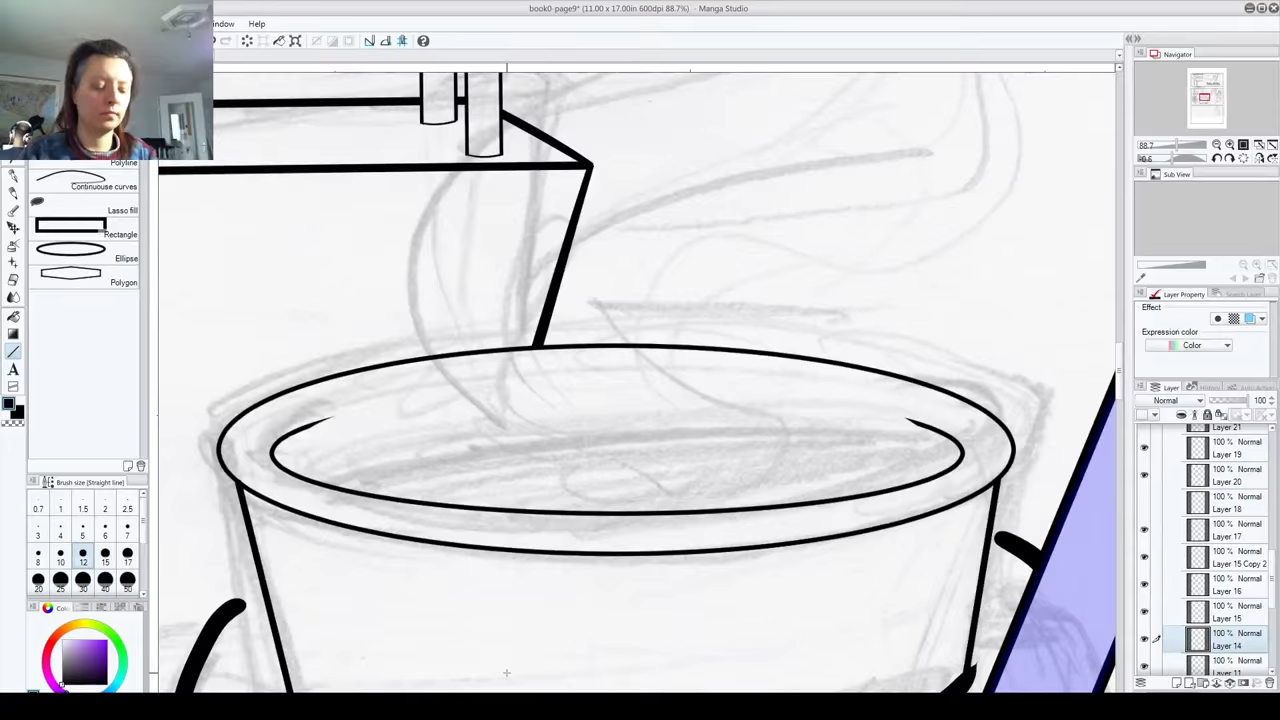 book0-page9* (11.00 x 17.00in 600dpi 88.7%) - Manga Studio
Help
Navigator
88.7
Sub View
Layer Property
Effect
Expression color
Color
Layer
Normal
100
Layer 21
100 % Normal
Layer 19
100 % Normal
Layer 20
100 % Normal
Layer 18
100 % Normal
Layer 17
100 % Normal
Layer 15 Copy 2
100 % Normal
Layer 16
100 % Normal
Layer 15
100 % Normal
Layer 14
100 % Normal
Layer 11
Polyline
Continuous curves
Lasso fill
Rectangle
Ellipse
Polygon
Brush size (Straight line)
0.7 1 1.5 2 2.5
3 4 5 6 7
8 10 12 15 17
20 25 30 40 50